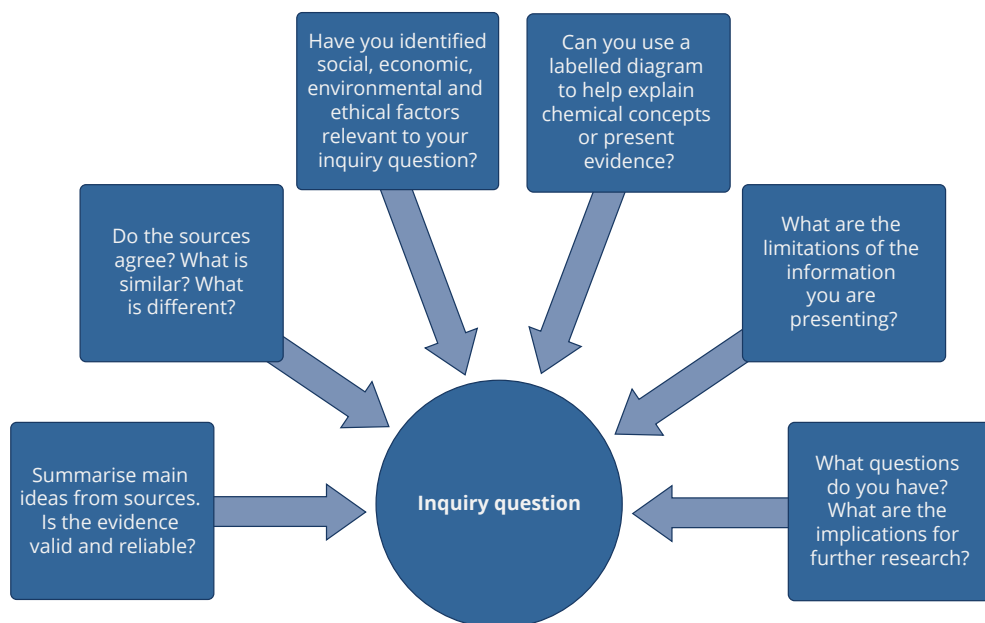 Have you identified
social, economic,
environmental and
ethical factors
relevant to your
inquiry question?
Can you use a
labelled diagram
to help explain
chemical concepts
or present
evidence?
Do the sources
agree? What is
similar? What
is different?
What are the
limitations of the
information
you are
presenting?
Summarise main
ideas from sources.
Is the evidence
valid and reliable?
Inquiry question
What questions
do you have?
What are the
implications for
further research?